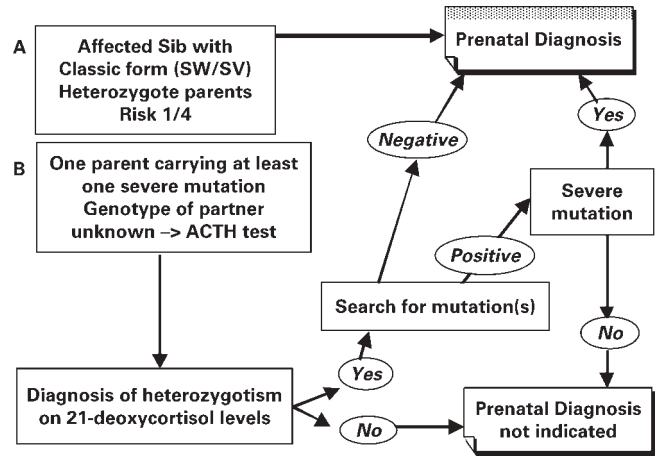 A
Affected Sib with
Classic form (SW/SV)
Heterozygote parents
Risk 1/4
Prenatal Diagnosis
Negative
Yes
B
One parent carrying at least
one severe mutation
Genotype of partner
unknown –> ACTH test
Severe
mutation
Positive
Search for mutation(s)
No
Yes
Diagnosis of heterozygotism
on 21-deoxycortisol levels
No
Prenatal Diagnosis
not indicated